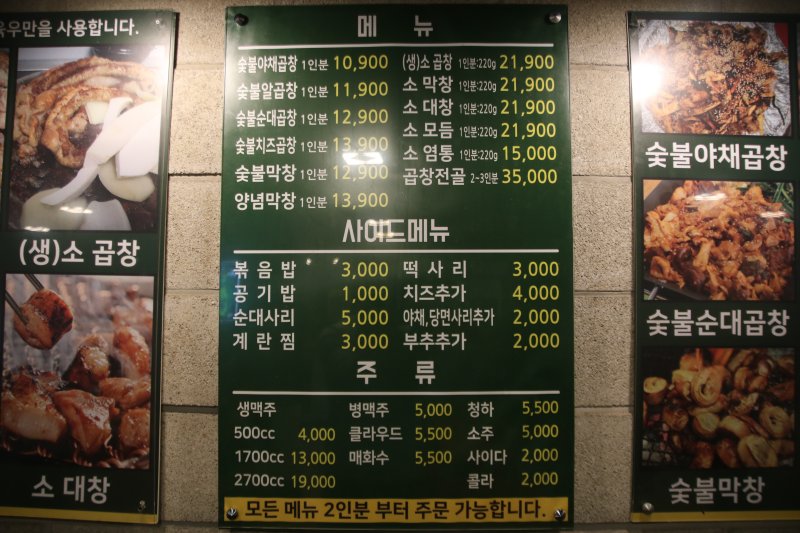 육우만을 사용합니다.
(생)소 곱창
소 대창
메 뉴
숯불야채곱창 1인분 10,900
숯불알곱창 1인분 11,900
숯불순대곱창 1인분 12,900
숯불치즈곱창 1인분 13,900
숯불막창 1인분 12,900
양념막창 1인분 13,900
(생)소 곱창 1인분:220g 21,900
소 막창 1인분:220g 21,900
소 대창 1인분:220g 21,900
소 모듬 1인분:220g 21,900
소 염통 1인분:220g 15,000
곱창전골 2~3인분 35,000
사이드메뉴
볶음밥 3,000
공기밥 1,000
순대사리 5,000
계란찜 3,000
떡사리 3,000
치즈추가 4,000
야채,당면사리추가 2,000
부추추가 2,000
주 류
생맥주
500cc 4,000
1700cc 13,000
2700cc 19,000
병맥주 5,000
클라우드 5,500
매화수 5,500
청하 5,500
소주 5,000
사이다 2,000
콜라 2,000
모든 메뉴 2인분 부터 주문 가능합니다.
숯불야채곱창
숯불순대곱창
숯불막창